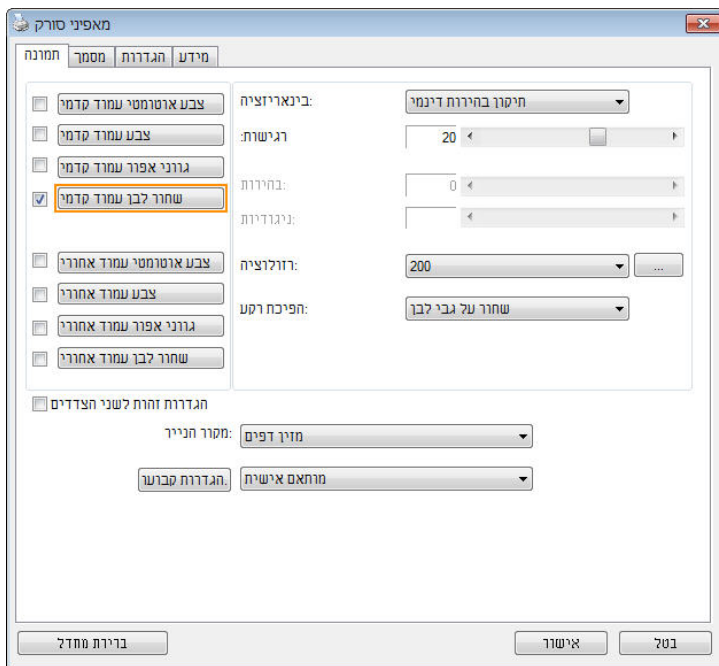 מאפיני סורק
תמונה מסמך הגדרות מידע
צבע אוטומטי עמוד קדמי
צבע עמוד קדמי
גווני אפור עמוד קדמי
שחור לבן עמוד קדמי
צבע אוטומטי עמוד אחורי
צבע עמוד אחורי
גווני אפור עמוד אחורי
שחור לבן עמוד אחורי
בינאריזציה: תיקון בהירות דינמי
רגישות: 20
בהירות: 0
ניגודיות:
רזולוציה: 200 ...
הפיכת רקע: שחור על גבי לבן
הגדרות זהות לשני הצדדים
מקור הנייר: מזין דפים
הגדרות קבוער. מותאם אישית
ברירת מחדל אישור בטל